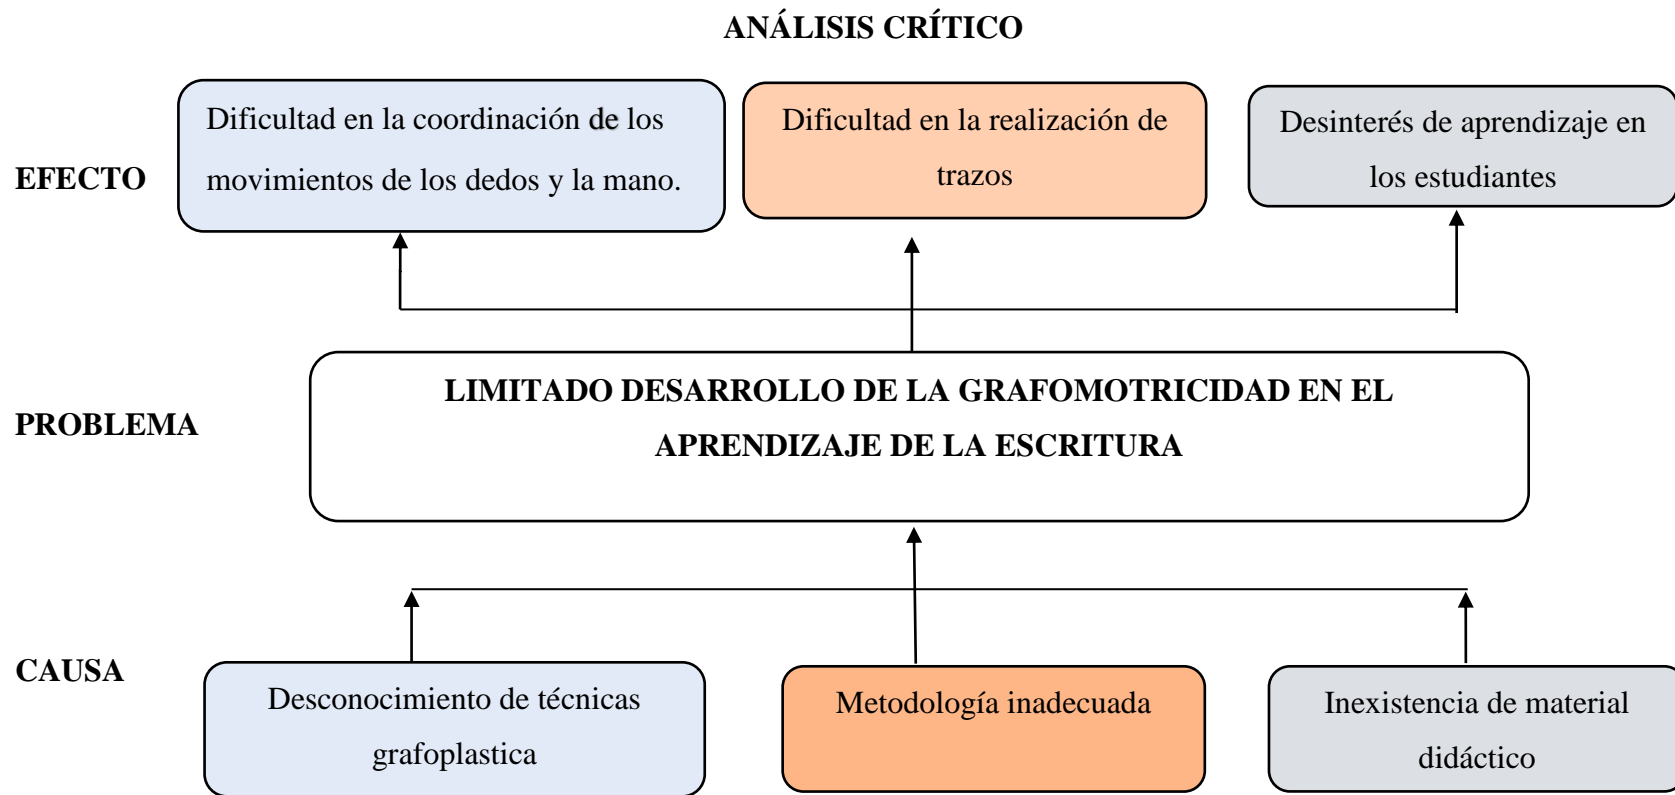 ANÁLISIS CRÍTICO
EFECTO
Dificultad en la coordinación de los
movimientos de los dedos y la mano.
Dificultad en la realización de
trazos
Desinterés de aprendizaje en
los estudiantes
PROBLEMA
LIMITADO DESARROLLO DE LA GRAFOMOTRICIDAD EN EL
APRENDIZAJE DE LA ESCRITURA
CAUSA
Desconocimiento de técnicas
grafoplastica
Metodología inadecuada
Inexistencia de material
didáctico